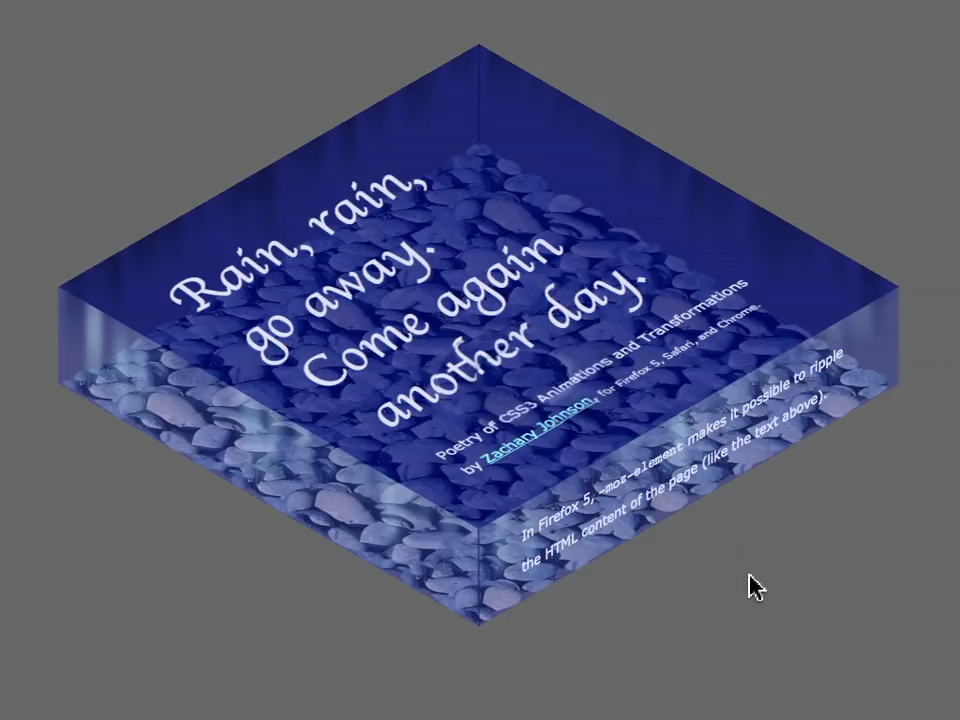 Rain, rain,
go away.
Come again
another day.
Poetry of CSS3 Animations and Transformations
by Zachary Johnson, for Firefox 5, Safari, and Chrome.
In Firefox 5, -moz-element makes it possible to ripple
the HTML content of the page (like the text above).